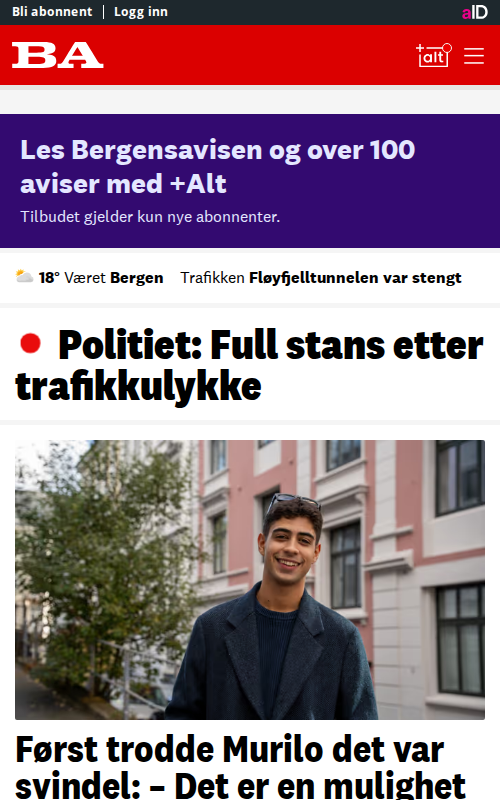 Bli abonnent | Logg inn
aID
BA
+alt
Les Bergensavisen og over 100
aviser med +Alt
Tilbudet gjelder kun nye abonnenter.
18° Været Bergen Trafikken Fløyfjelltunnelen var stengt
Politiet: Full stans etter
trafikkulykke
Først trodde Murilo det var
svindel: – Det er en mulighet